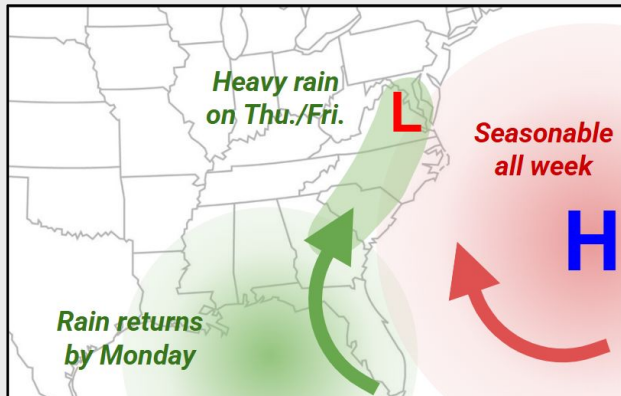 Heavy rain
on Thu./Fri.
L
Seasonable
all week
H
Rain returns
by Monday